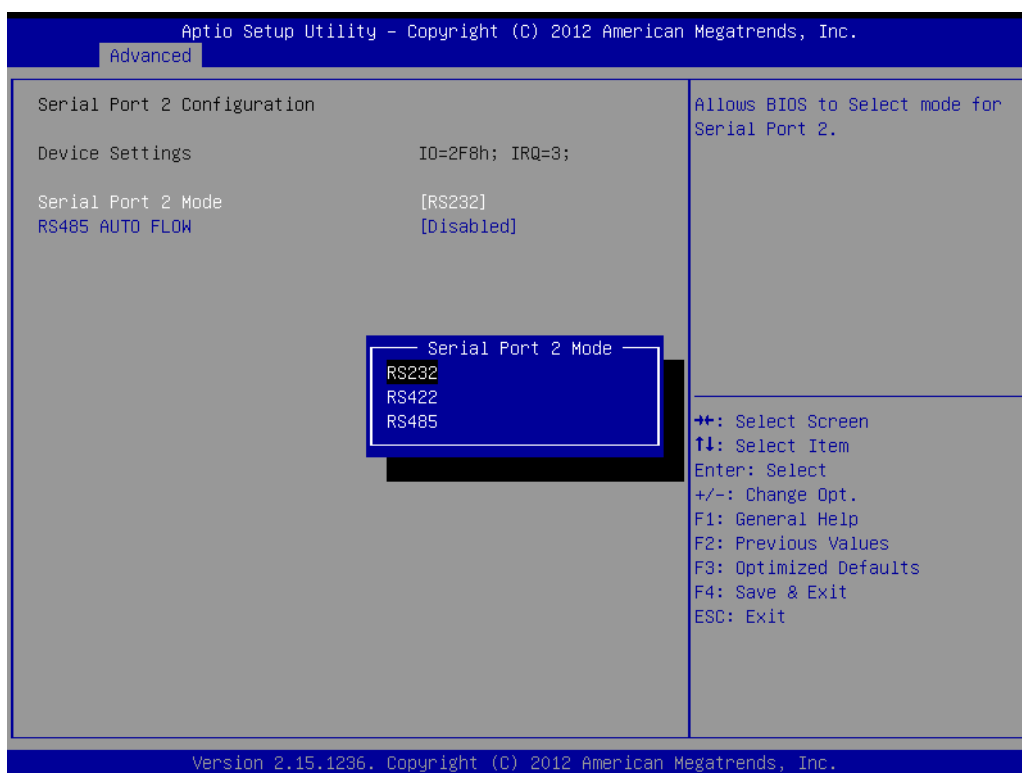 Aptio Setup Utility – Copyright (C) 2012 American Megatrends, Inc.
Advanced
Serial Port 2 Configuration
Device Settings IO=2F8h; IRQ=3;
Serial Port 2 Mode [RS232]
RS485 AUTO FLOW [Disabled]
Serial Port 2 Mode
RS232
RS422
RS485
Allows BIOS to Select mode for
Serial Port 2.
→←: Select Screen
↑↓: Select Item
Enter: Select
+/-: Change Opt.
F1: General Help
F2: Previous Values
F3: Optimized Defaults
F4: Save & Exit
ESC: Exit
Version 2.15.1236. Copyright (C) 2012 American Megatrends, Inc.